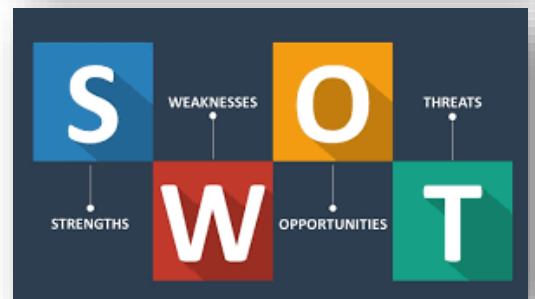 S
WEAKNESSES
O
THREATS
STRENGTHS
W
OPPORTUNITIES
T